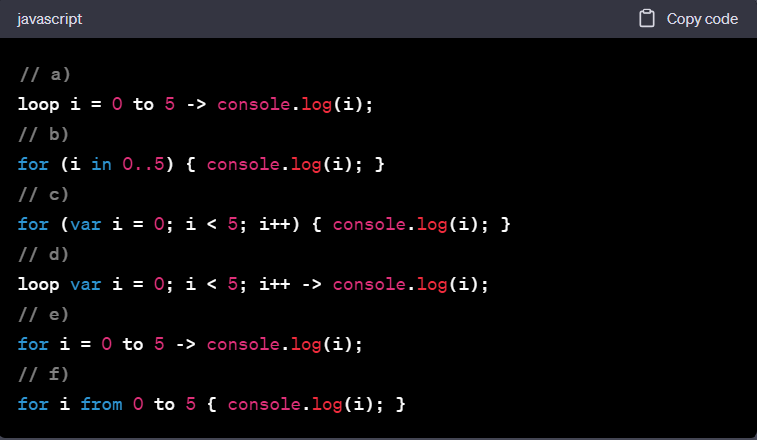 javascript
Copy code
// a)
loop i = 0 to 5 -> console.log(i);
// b)
for (i in 0..5) { console.log(i); }
// c)
for (var i = 0; i < 5; i++) { console.log(i); }
// d)
loop var i = 0; i < 5; i++ -> console.log(i);
// e)
for i = 0 to 5 -> console.log(i);
// f)
for i from 0 to 5 { console.log(i); }